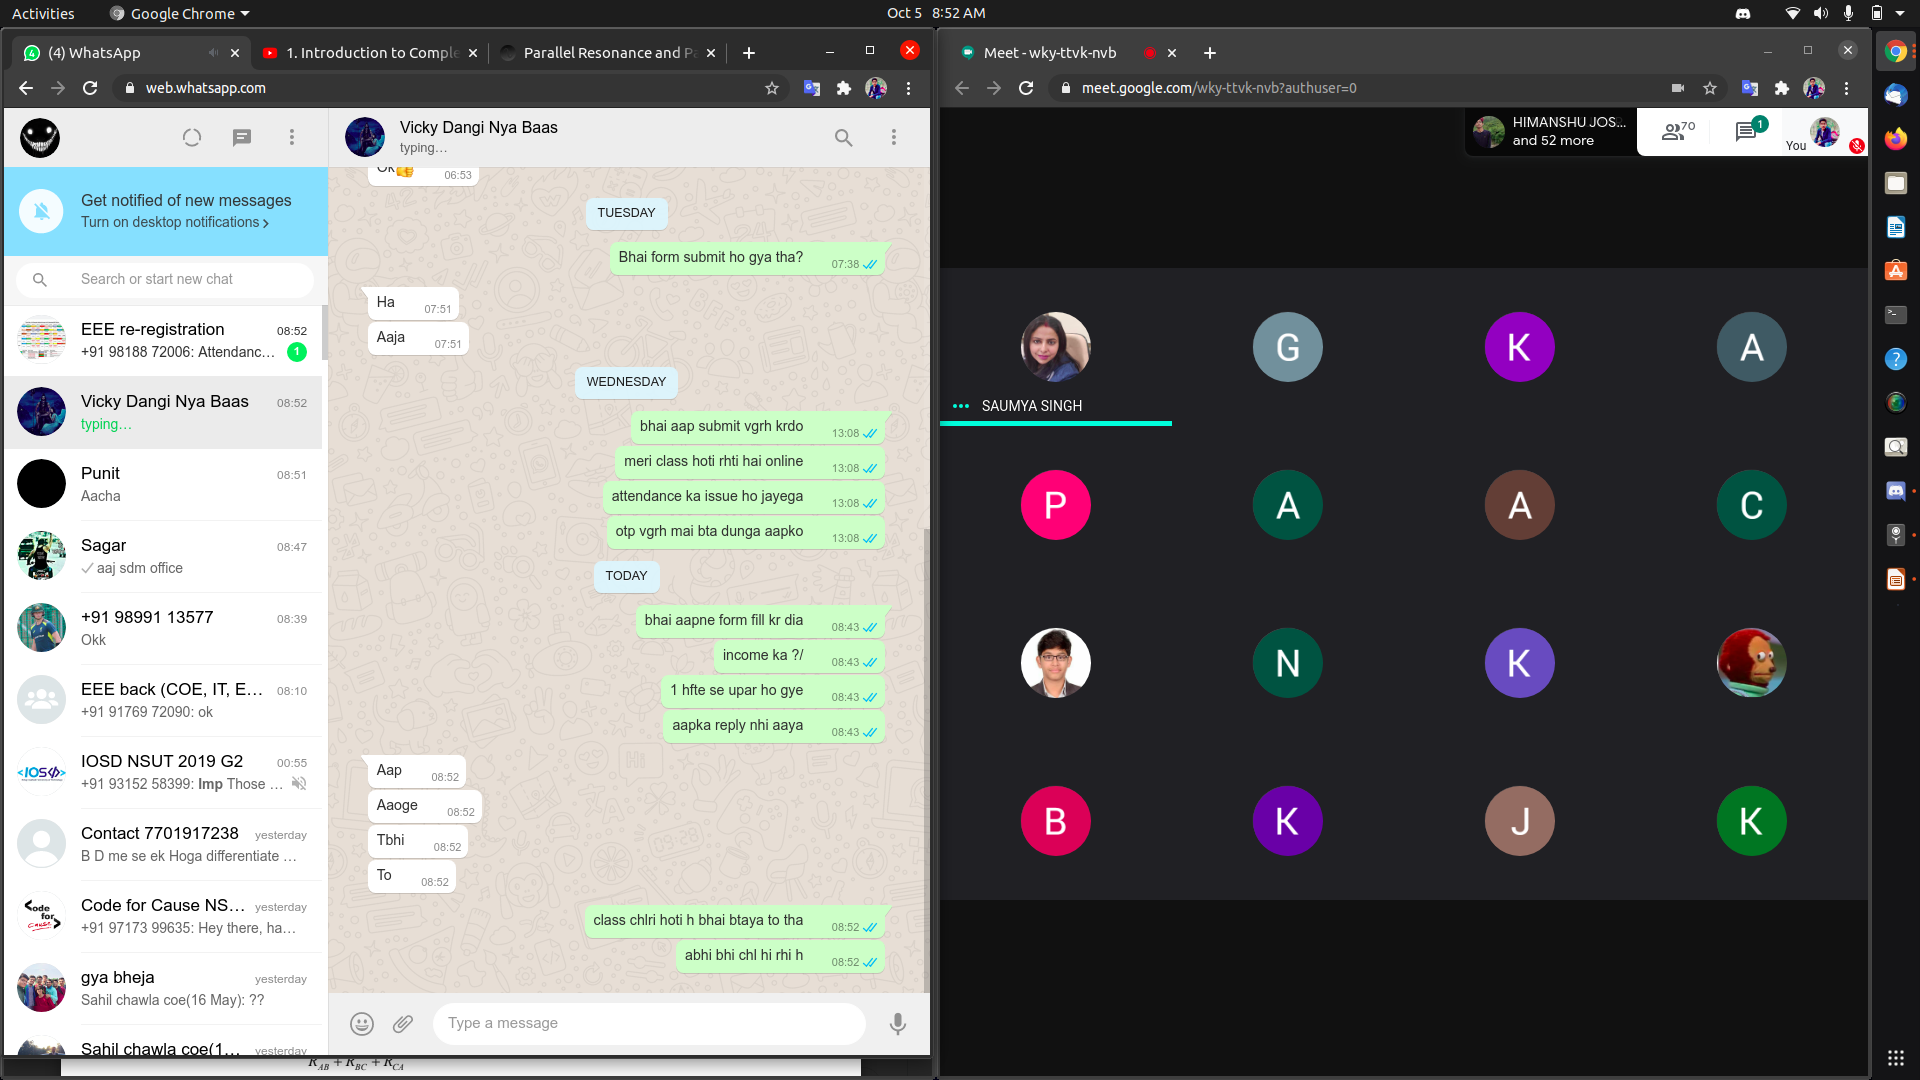 Activities
Google Chrome
Oct 5 8:52 AM
(4) WhatsApp
1. Introduction to Comple
Parallel Resonance and Pa
web.whatsapp.com
Vicky Dangi Nya Baas
typing…
Get notified of new messages
Turn on desktop notifications
Search or start new chat
EEE re-registration
08:52
+91 98188 72006: Attendanc…
1
Vicky Dangi Nya Baas
08:52
typing…
Punit
08:51
Aacha
Sagar
08:47
aaj sdm office
+91 98991 13577
08:39
Okk
EEE back (COE, IT, E…
08:10
+91 91769 72090: ok
<IOS/>
IOSD NSUT 2019 G2
00:55
+91 93152 58399: Imp Those …
Contact 7701917238
yesterday
B D me se ek Hoga differentiate …
Code for Cause
Code for Cause NS…
yesterday
+91 97173 99635: Hey there, ha…
gya bheja
yesterday
Sahil chawla coe(16 May): ??
Sahil chawla coe(1…
yesterday
Ok👍
06:53
TUESDAY
Bhai form submit ho gya tha?
07:38
Ha
07:51
Aaja
07:51
WEDNESDAY
bhai aap submit vgrh krdo
13:08
meri class hoti rhti hai online
13:08
attendance ka issue ho jayega
13:08
otp vgrh mai bta dunga aapko
13:08
TODAY
bhai aapne form fill kr dia
08:43
income ka ?/
08:43
1 hfte se upar ho gye
08:43
aapka reply nhi aaya
08:43
Aap
08:52
Aaoge
08:52
Tbhi
08:52
To
08:52
class chlri hoti h bhai btaya to tha
08:52
abhi bhi chl hi rhi h
08:52
Type a message
R_AB + R_BC + R_CA
Meet - wky-ttvk-nvb
meet.google.com/wky-ttvk-nvb?authuser=0
HIMANSHU JOS...
and 52 more
70
1
You
G
K
A
SAUMYA SINGH
P
A
A
C
N
K
B
K
J
K